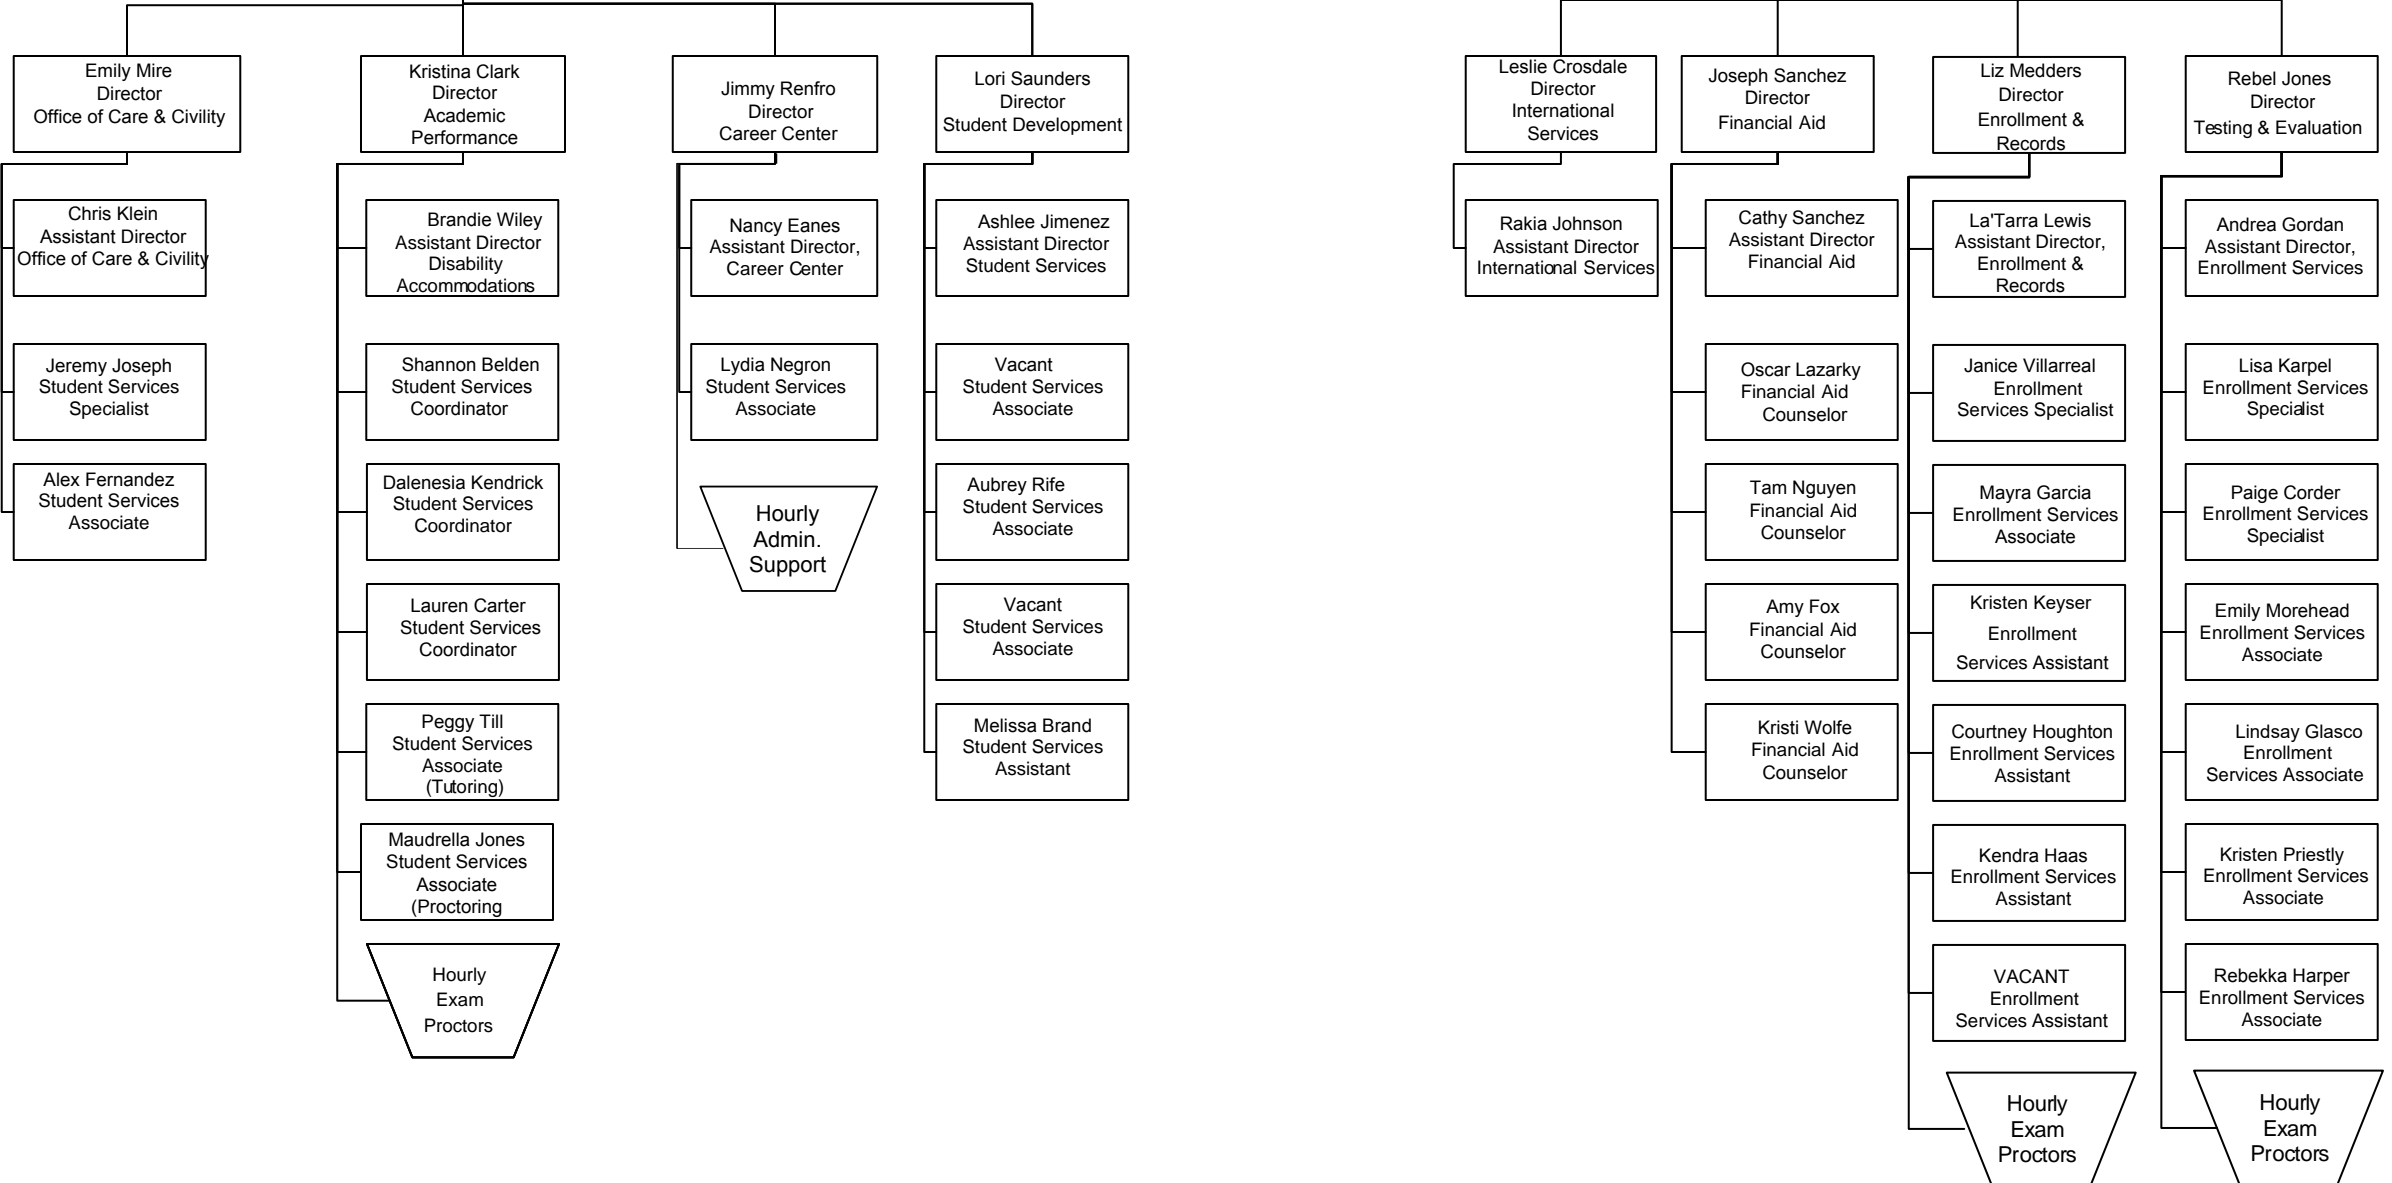 Emily Mire
Director
Office of Care & Civility
Chris Klein
Assistant Director
Office of Care & Civility
Jeremy Joseph
Student Services
Specialist
Alex Fernandez
Student Services
Associate
Kristina Clark
Director
Academic
Performance
Brandie Wiley
Assistant Director
Disability
Accommodations
Shannon Belden
Student Services
Coordinator
Dalenesia Kendrick
Student Services
Coordinator
Lauren Carter
Student Services
Coordinator
Peggy Till
Student Services
Associate
(Tutoring)
Maudrella Jones
Student Services
Associate
(Proctoring
Hourly
Exam
Proctors
Jimmy Renfro
Director
Career Center
Nancy Eanes
Assistant Director,
Career Center
Lydia Negron
Student Services
Associate
Hourly
Admin.
Support
Lori Saunders
Director
Student Development
Ashlee Jimenez
Assistant Director
Student Services
Vacant
Student Services
Associate
Aubrey Rife
Student Services
Associate
Vacant
Student Services
Associate
Melissa Brand
Student Services
Assistant
Leslie Crosdale
Director
International
Services
Rakia Johnson
Assistant Director
International Services
Joseph Sanchez
Director
Financial Aid
Cathy Sanchez
Assistant Director
Financial Aid
Oscar Lazarky
Financial Aid
Counselor
Tam Nguyen
Financial Aid
Counselor
Amy Fox
Financial Aid
Counselor
Kristi Wolfe
Financial Aid
Counselor
Liz Medders
Director
Enrollment &
Records
La'Tarra Lewis
Assistant Director,
Enrollment &
Records
Janice Villarreal
Enrollment
Services Specialist
Mayra Garcia
Enrollment Services
Associate
Kristen Keyser
Enrollment
Services Assistant
Courtney Houghton
Enrollment Services
Assistant
Kendra Haas
Enrollment Services
Assistant
VACANT
Enrollment
Services Assistant
Hourly
Exam
Proctors
Rebel Jones
Director
Testing & Evaluation
Andrea Gordan
Assistant Director,
Enrollment Services
Lisa Karpel
Enrollment Services
Specialist
Paige Corder
Enrollment Services
Specialist
Emily Morehead
Enrollment Services
Associate
Lindsay Glasco
Enrollment
Services Associate
Kristen Priestly
Enrollment Services
Associate
Rebekka Harper
Enrollment Services
Associate
Hourly
Exam
Proctors